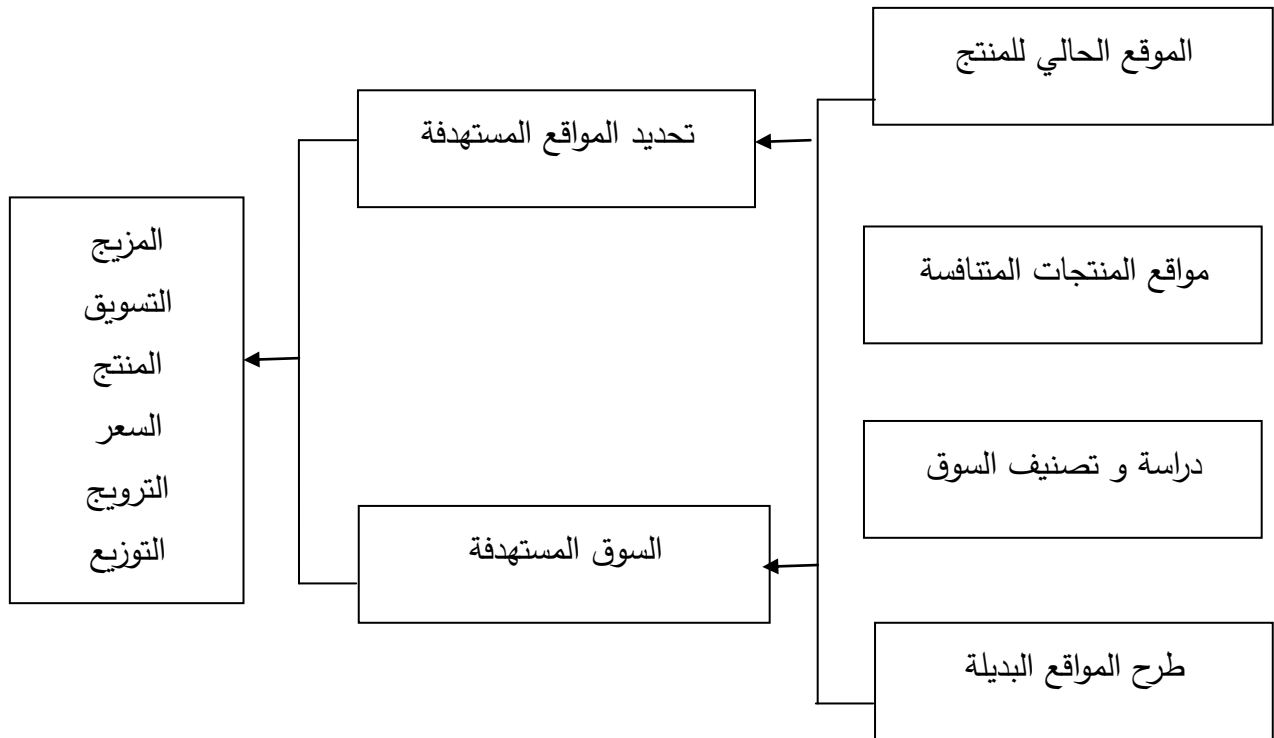 الموقع الحالي للمنتج
مواقع المنتجات المتنافسة
دراسة و تصنيف السوق
طرح المواقع البديلة
تحديد المواقع المستهدفة
السوق المستهدفة
المزيج
التسويق
المنتج
السعر
الترويج
التوزيع